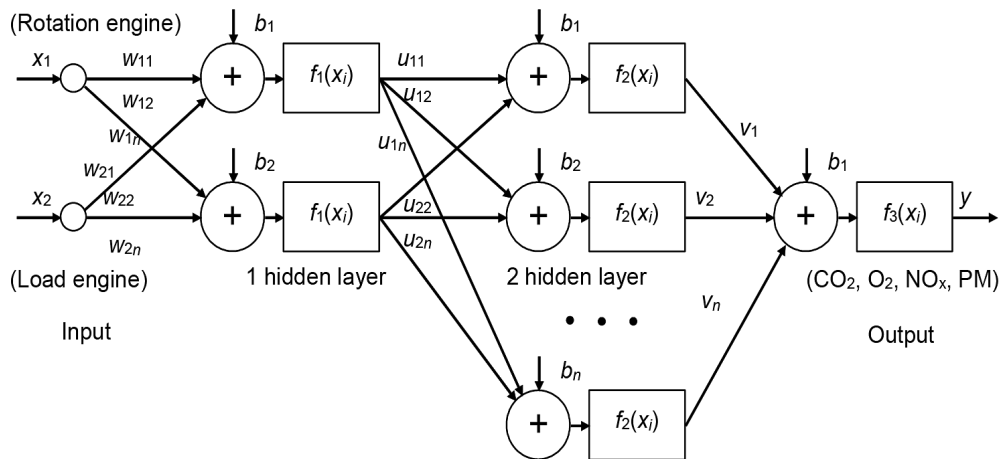 (Rotation engine)
b₁
b₁
x₁
w₁₁
f₁(xᵢ)
u₁₁
f₂(xᵢ)
w₁₂
u₁₂
w₁ₙ
u₁ₙ
v₁
w₂₁
b₂
b₂
b₁
x₂
w₂₂
f₁(xᵢ)
u₂₂
f₂(xᵢ)
v₂
f₃(xᵢ)
y
w₂ₙ
u₂ₙ
(Load engine)
1 hidden layer
2 hidden layer
(CO₂, O₂, NOₓ, PM)
vₙ
Input
• • •
Output
bₙ
f₂(xᵢ)
+
+
+
+
+
+